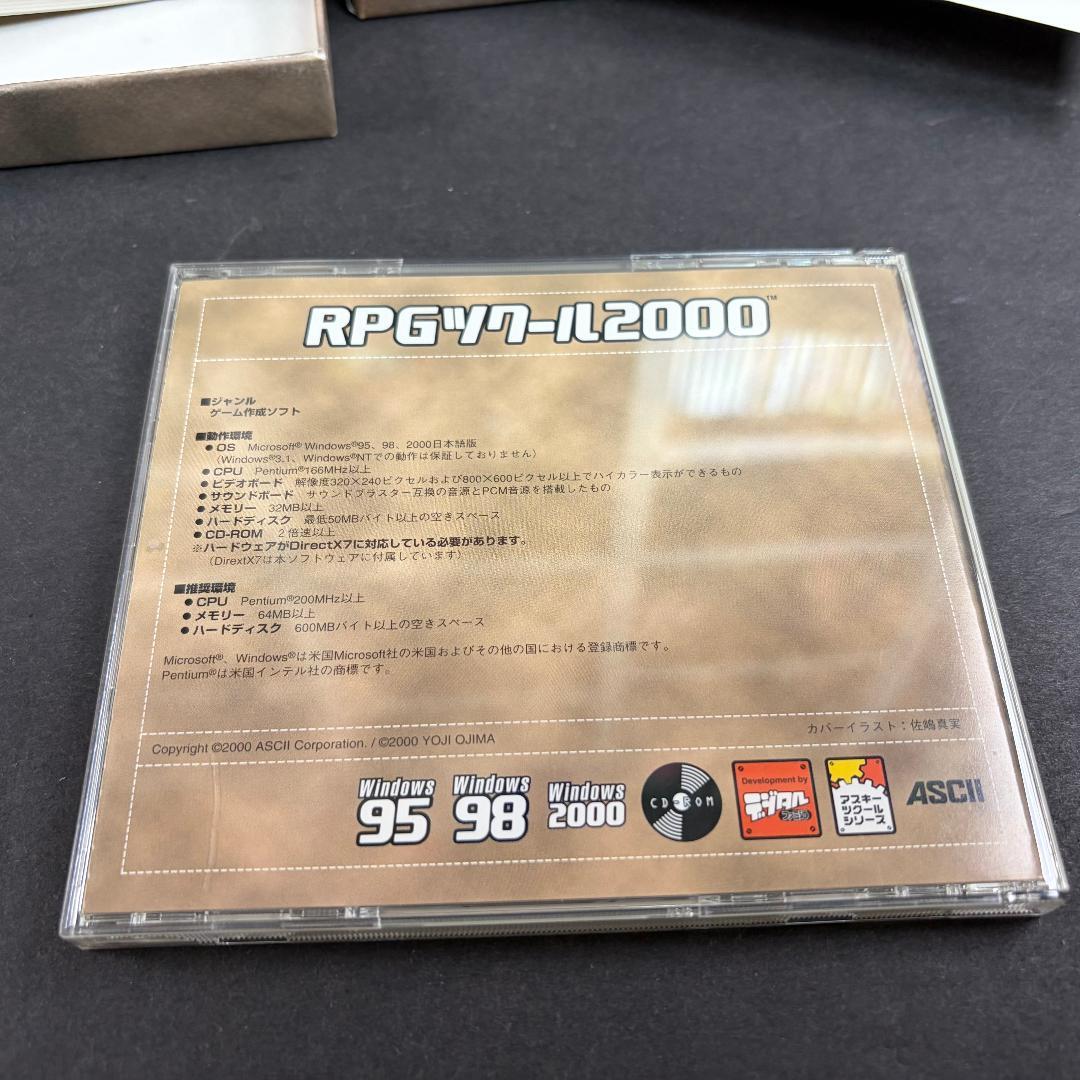 RPGツクール2000™
■ジャンル
ゲーム作成ソフト
■動作環境
●OS Microsoft® Windows®95、98、2000日本語版
（Windows®3.1、Windows®NTでの動作は保証しておりません）
●CPU Pentium®166MHz以上
●ビデオボード 解像度320×240ピクセルおよび800×600ピクセル以上でハイカラー表示ができるもの
●サウンドボード サウンドブラスター互換の音源とPCM音源を搭載したもの
●メモリー 32MB以上
●ハードディスク 最低50MBバイト以上の空きスペース
●CD-ROM 2倍速以上
※ハードウェアがDirectX7に対応している必要があります。
（DirextX7は本ソフトウェアに付属しています）
■推奨環境
●CPU Pentium®200MHz以上
●メモリー 64MB以上
●ハードディスク 600MBバイト以上の空きスペース
Microsoft®、Windows®は米国Microsoft社の米国およびその他の国における登録商標です。
Pentium®は米国インテル社の商標です。
カバーイラスト：佐嶋真実
Copyright ©2000 ASCII Corporation. / ©2000 YOJI OJIMA
Windows 95
Windows 98
Windows 2000
CD-ROM
Development by
デジタル
ファミ通
アスキー
ツクール
シリーズ
ASCII